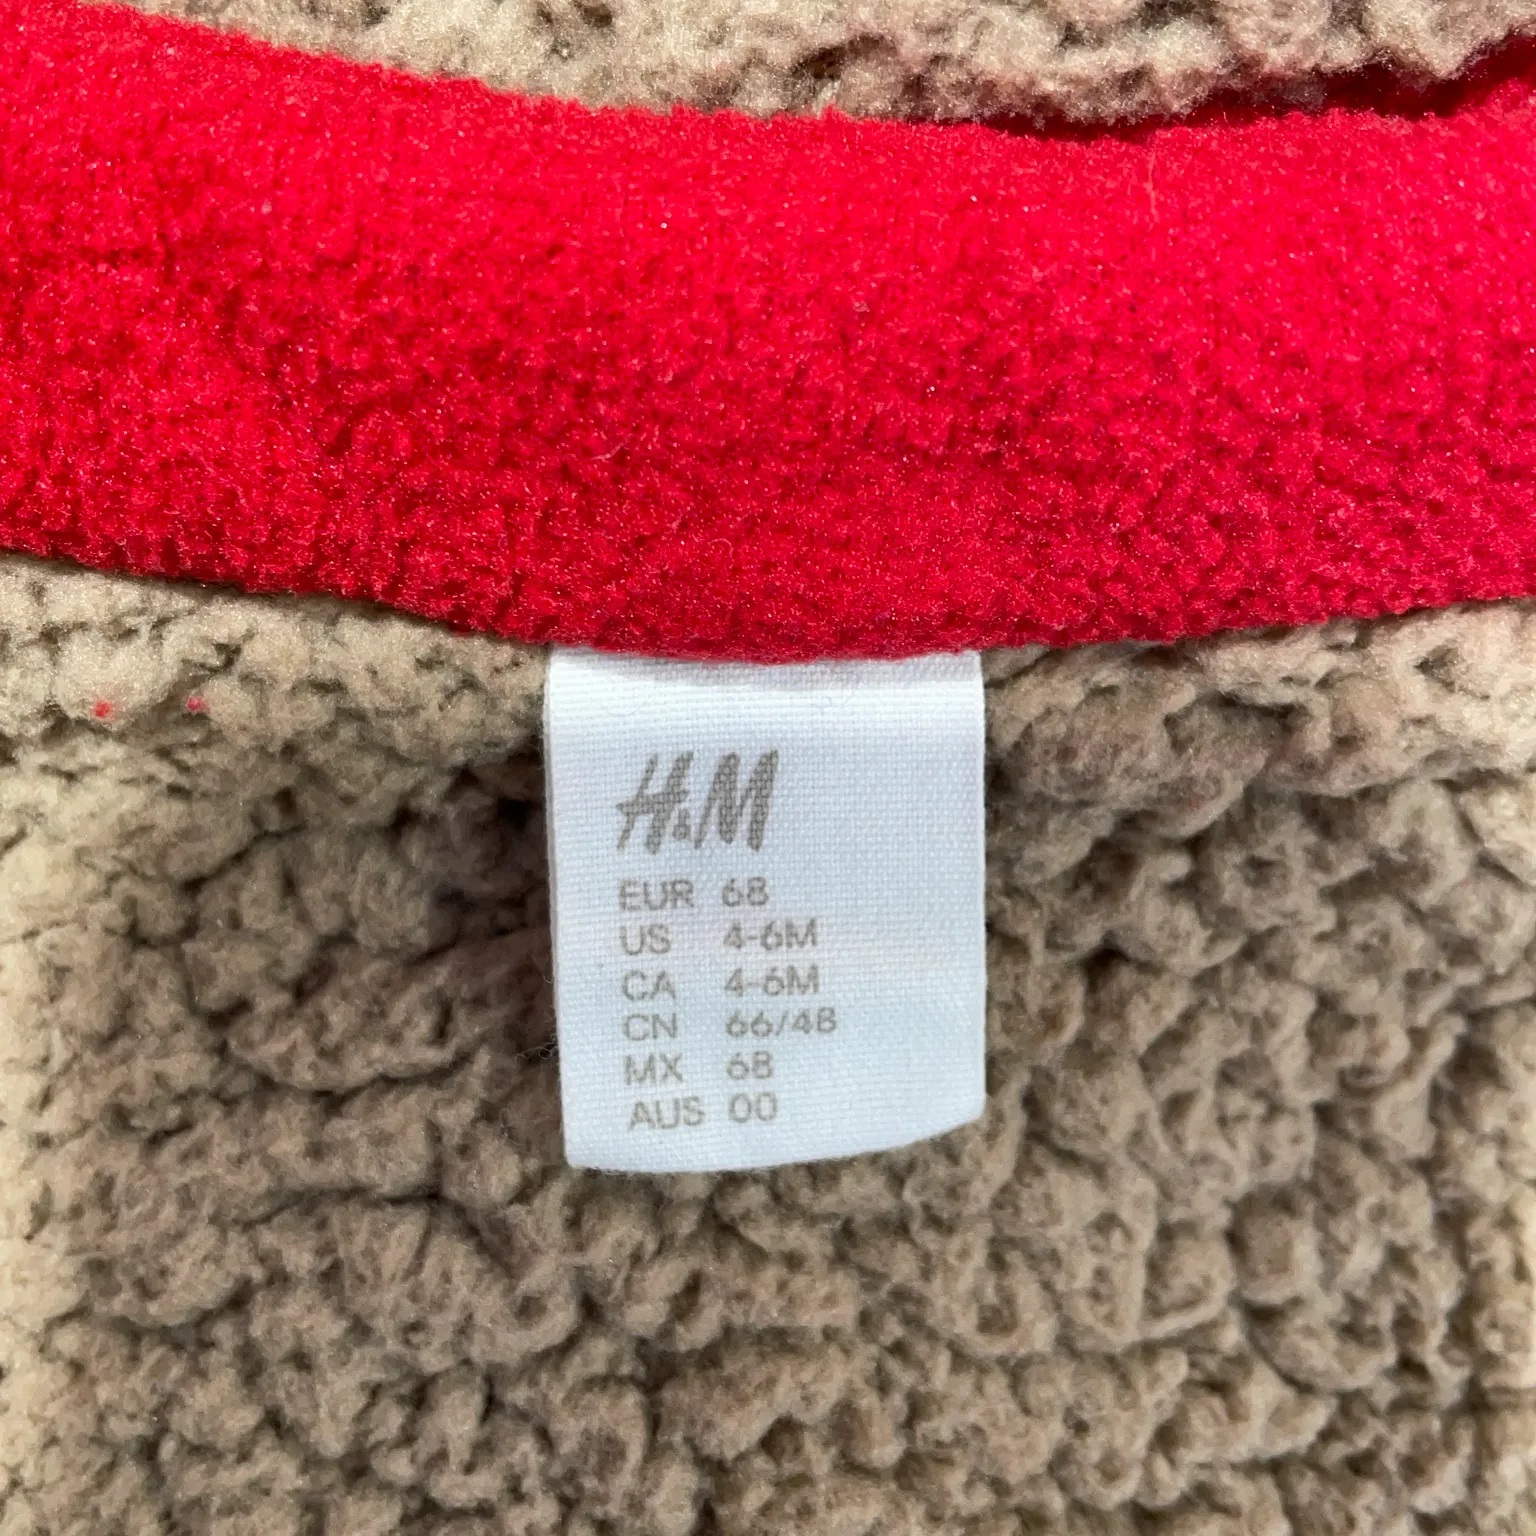 H&M
EUR 68
US 4-6M
CA 4-6M
CN 66/48
MX 68
AUS 00